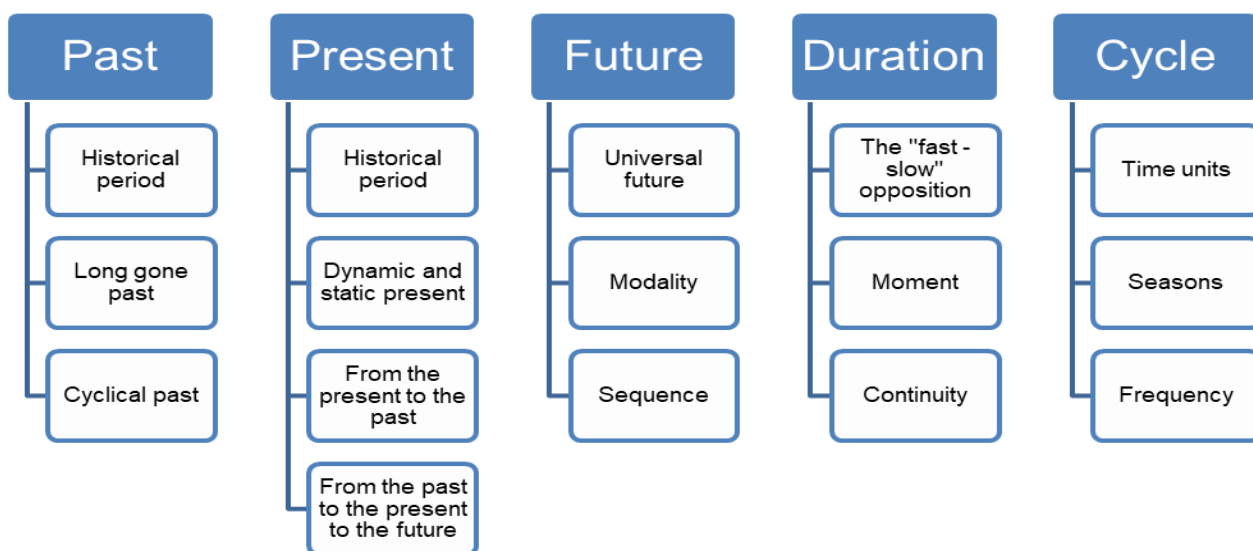 Past
Historical
period
Long gone
past
Cyclical past
Present
Historical
period
Dynamic and
static present
From the
present to the
past
From the past
to the present
to the future
Future
Universal
future
Modality
Sequence
Duration
The "fast -
slow"
opposition
Moment
Continuity
Cycle
Time units
Seasons
Frequency